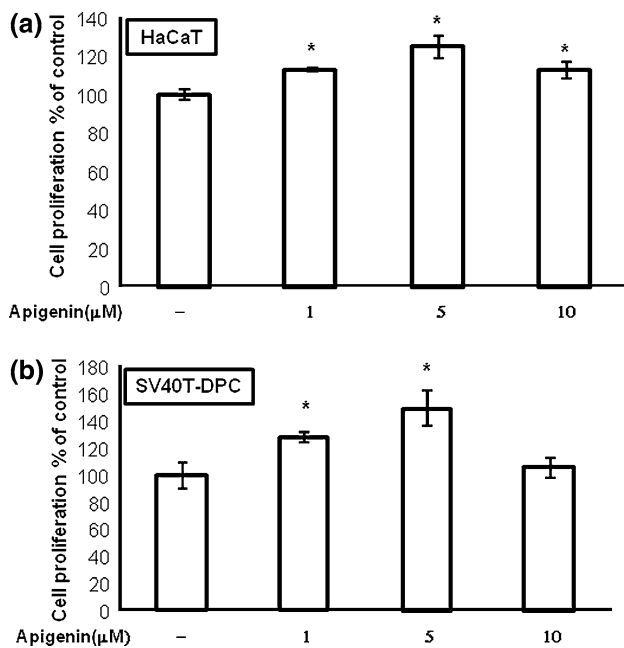 (a)
HaCaT
Cell proliferation % of control
140
120
100
80
60
40
20
0
* * *
Apigenin(µM) – 1 5 10
(b)
SV40T-DPC
Cell proliferation % of control
180
160
140
120
100
80
60
40
20
0
* *
Apigenin(µM) – 1 5 10